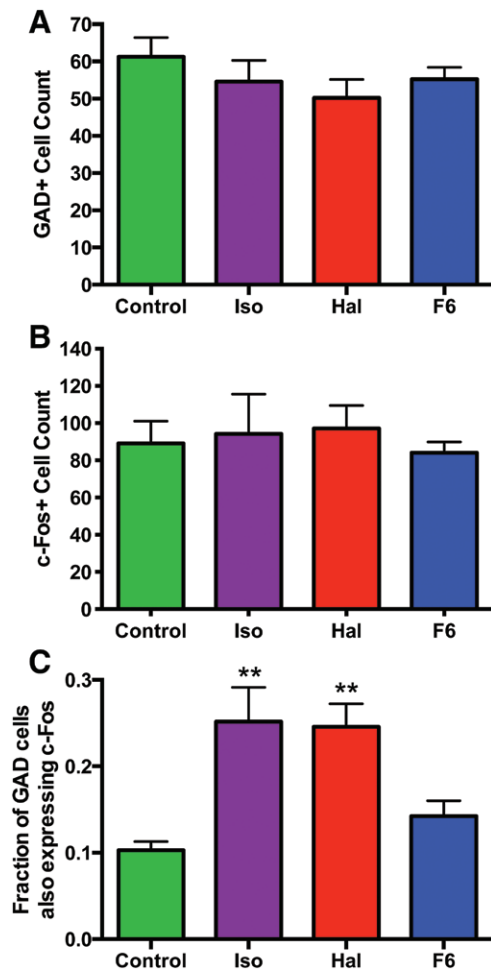 A
GAD+ Cell Count
70
60
50
40
30
20
10
0
Control Iso Hal F6
B
c-Fos+ Cell Count
140
120
100
80
60
40
20
0
Control Iso Hal F6
C
Fraction of GAD cells
also expressing c-Fos
0.3
0.2
0.1
0.0
** **
Control Iso Hal F6